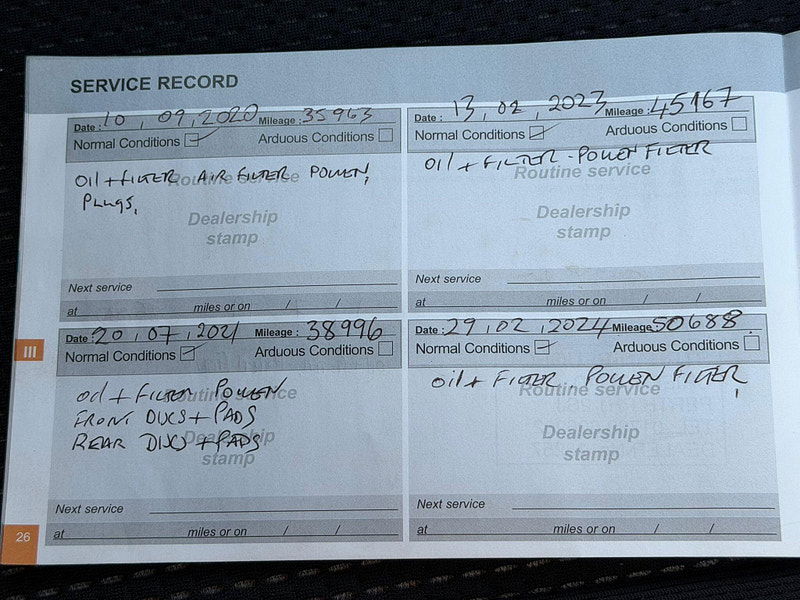 SERVICE RECORD
Date : 10 , 09 , 2020 Mileage : 35963
Normal Conditions Arduous Conditions
Oil + FILTER AIR FILTER POLLEN,
PLUGS,
Routine service
Dealership
stamp
Next service
at miles or on / /
Date : 13 , 02 , 2023 Mileage : 45167
Normal Conditions Arduous Conditions
Oil + FILTER - POLLEN FILTER
Routine service
Dealership
stamp
Next service
at miles or on / /
III
Date : 20 , 07 , 2021 Mileage : 38996
Normal Conditions Arduous Conditions
Oil + FILTER POLLEN
FRONT DISCS + PADS
REAR DISCS + PADS
Routine service
Dealership
stamp
Next service
at miles or on / /
Date : 29 , 02 , 2024 Mileage : 50688
Normal Conditions Arduous Conditions
Oil + FILTER . POLLEN FILTER
Routine service
Dealership
stamp
Next service
at miles or on / /
26